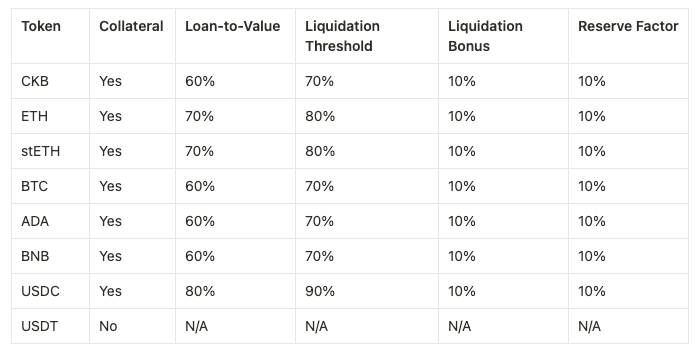 Token Collateral Loan-to-Value Liquidation Threshold Liquidation Bonus Reserve Factor
CKB Yes 60% 70% 10% 10%
ETH Yes 70% 80% 10% 10%
stETH Yes 70% 80% 10% 10%
BTC Yes 60% 70% 10% 10%
ADA Yes 60% 70% 10% 10%
BNB Yes 60% 70% 10% 10%
USDC Yes 80% 90% 10% 10%
USDT No N/A N/A N/A N/A